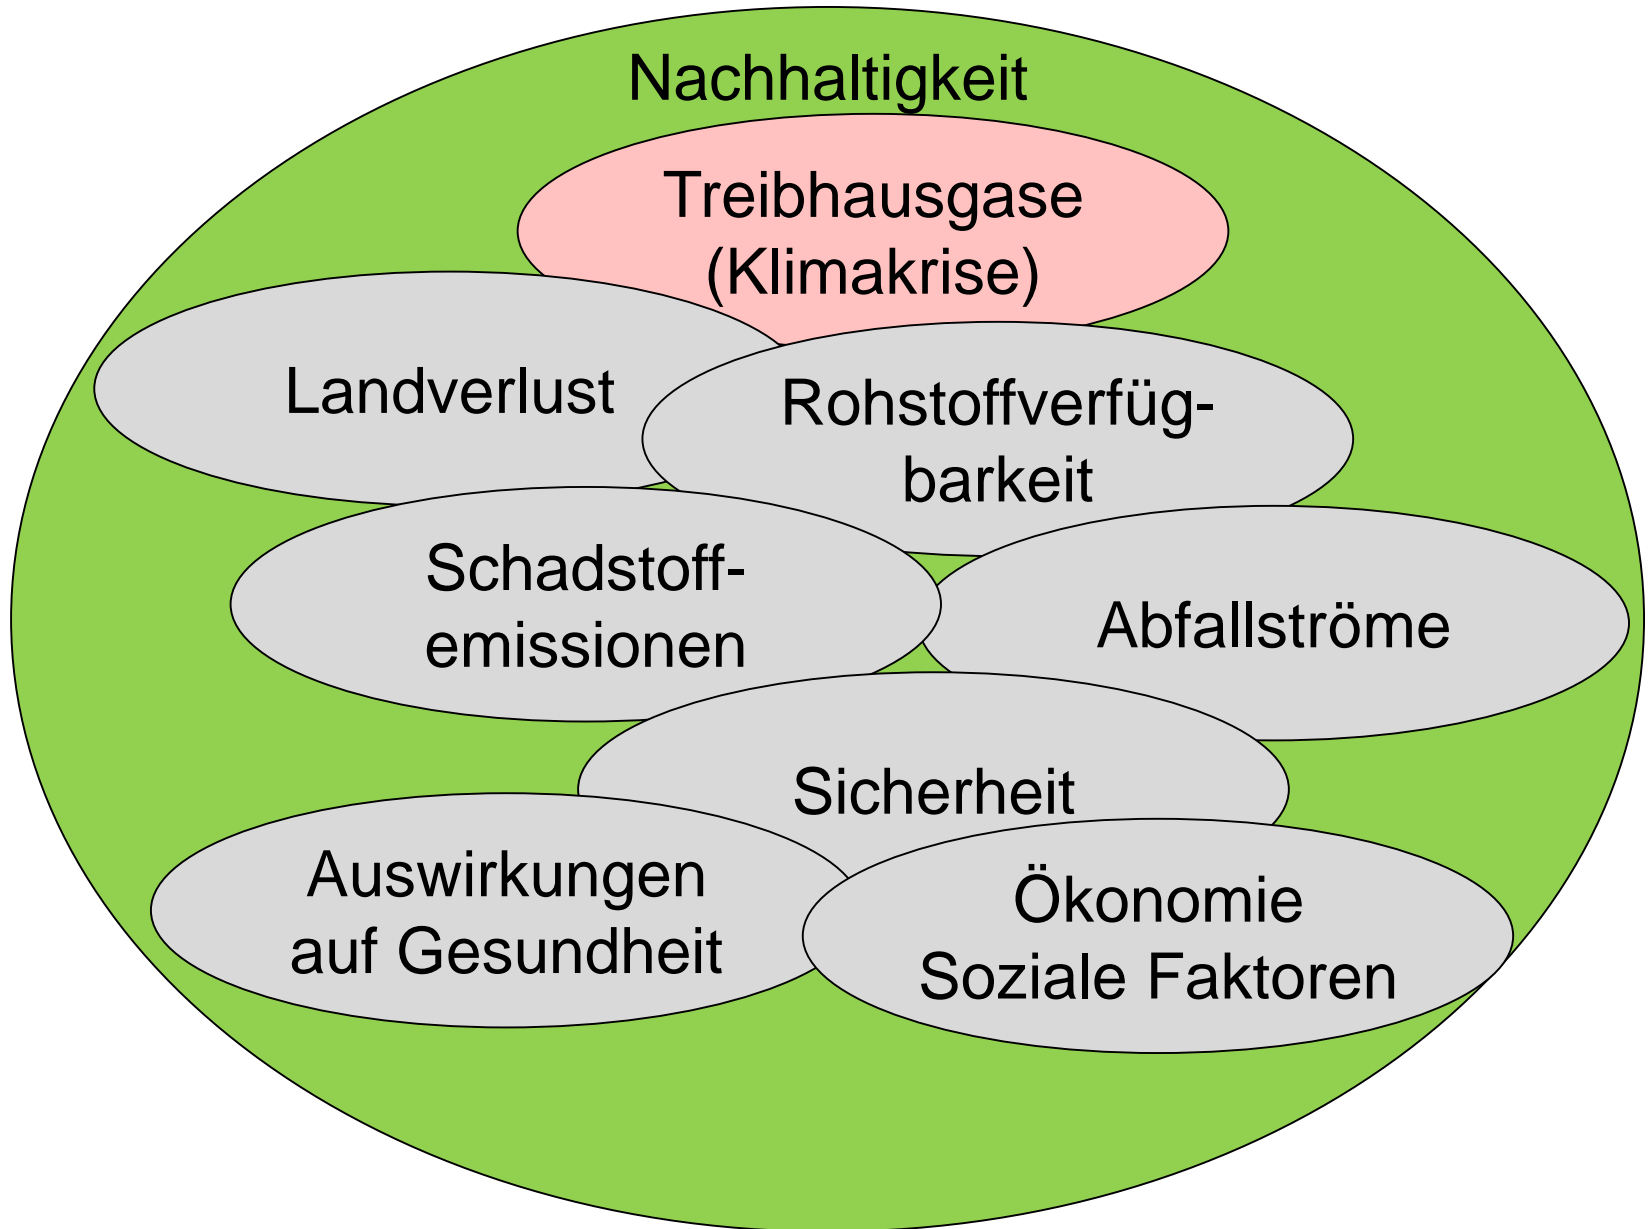 Nachhaltigkeit
Treibhausgase
(Klimakrise)
Landverlust
Rohstoffverfüg-
barkeit
Schadstoff-
emissionen
Abfallströme
Sicherheit
Auswirkungen
auf Gesundheit
Ökonomie
Soziale Faktoren